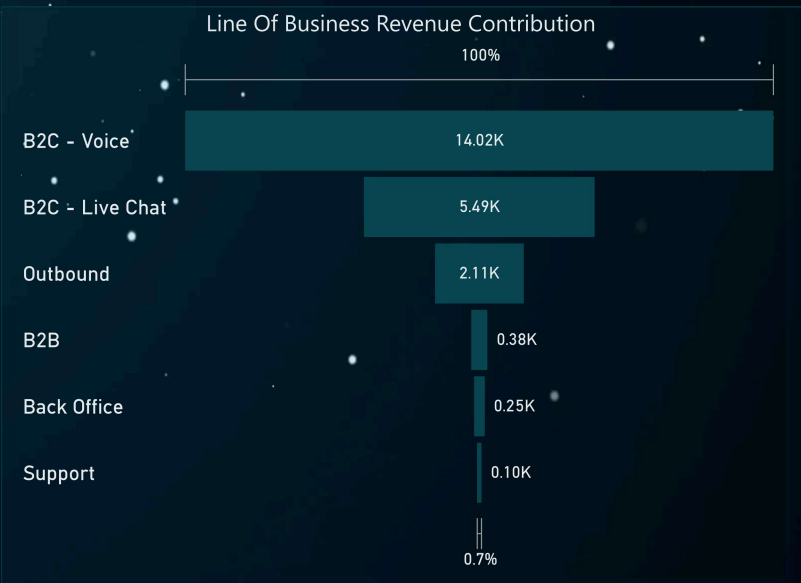 Line Of Business Revenue Contribution
100%
B2C - Voice 14.02K
B2C - Live Chat 5.49K
Outbound 2.11K
B2B 0.38K
Back Office 0.25K
Support 0.10K
0.7%